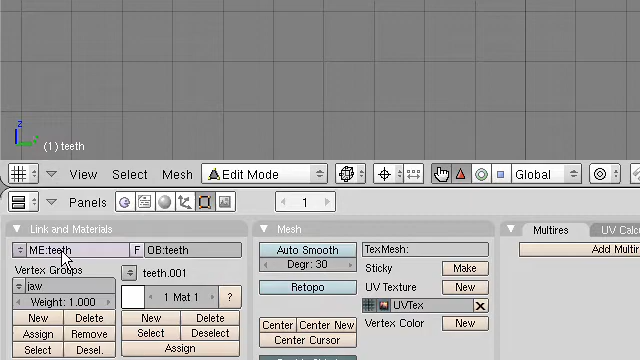 z
(1) teeth
View Select Mesh Edit Mode Global
Panels 1
Link and Materials Mesh Multires
ME:teeth F OB:teeth Auto Smooth TexMesh: Add Multir
Degr: 30
Vertex Groups teeth.001 Sticky Make
jaw Retopo UV Texture New
Weight: 1.000 1 Mat 1 ? UVTex
New Delete New Delete Center Center New Vertex Color New
Assign Remove Select Deselect Center Cursor
Select Desel. Assign